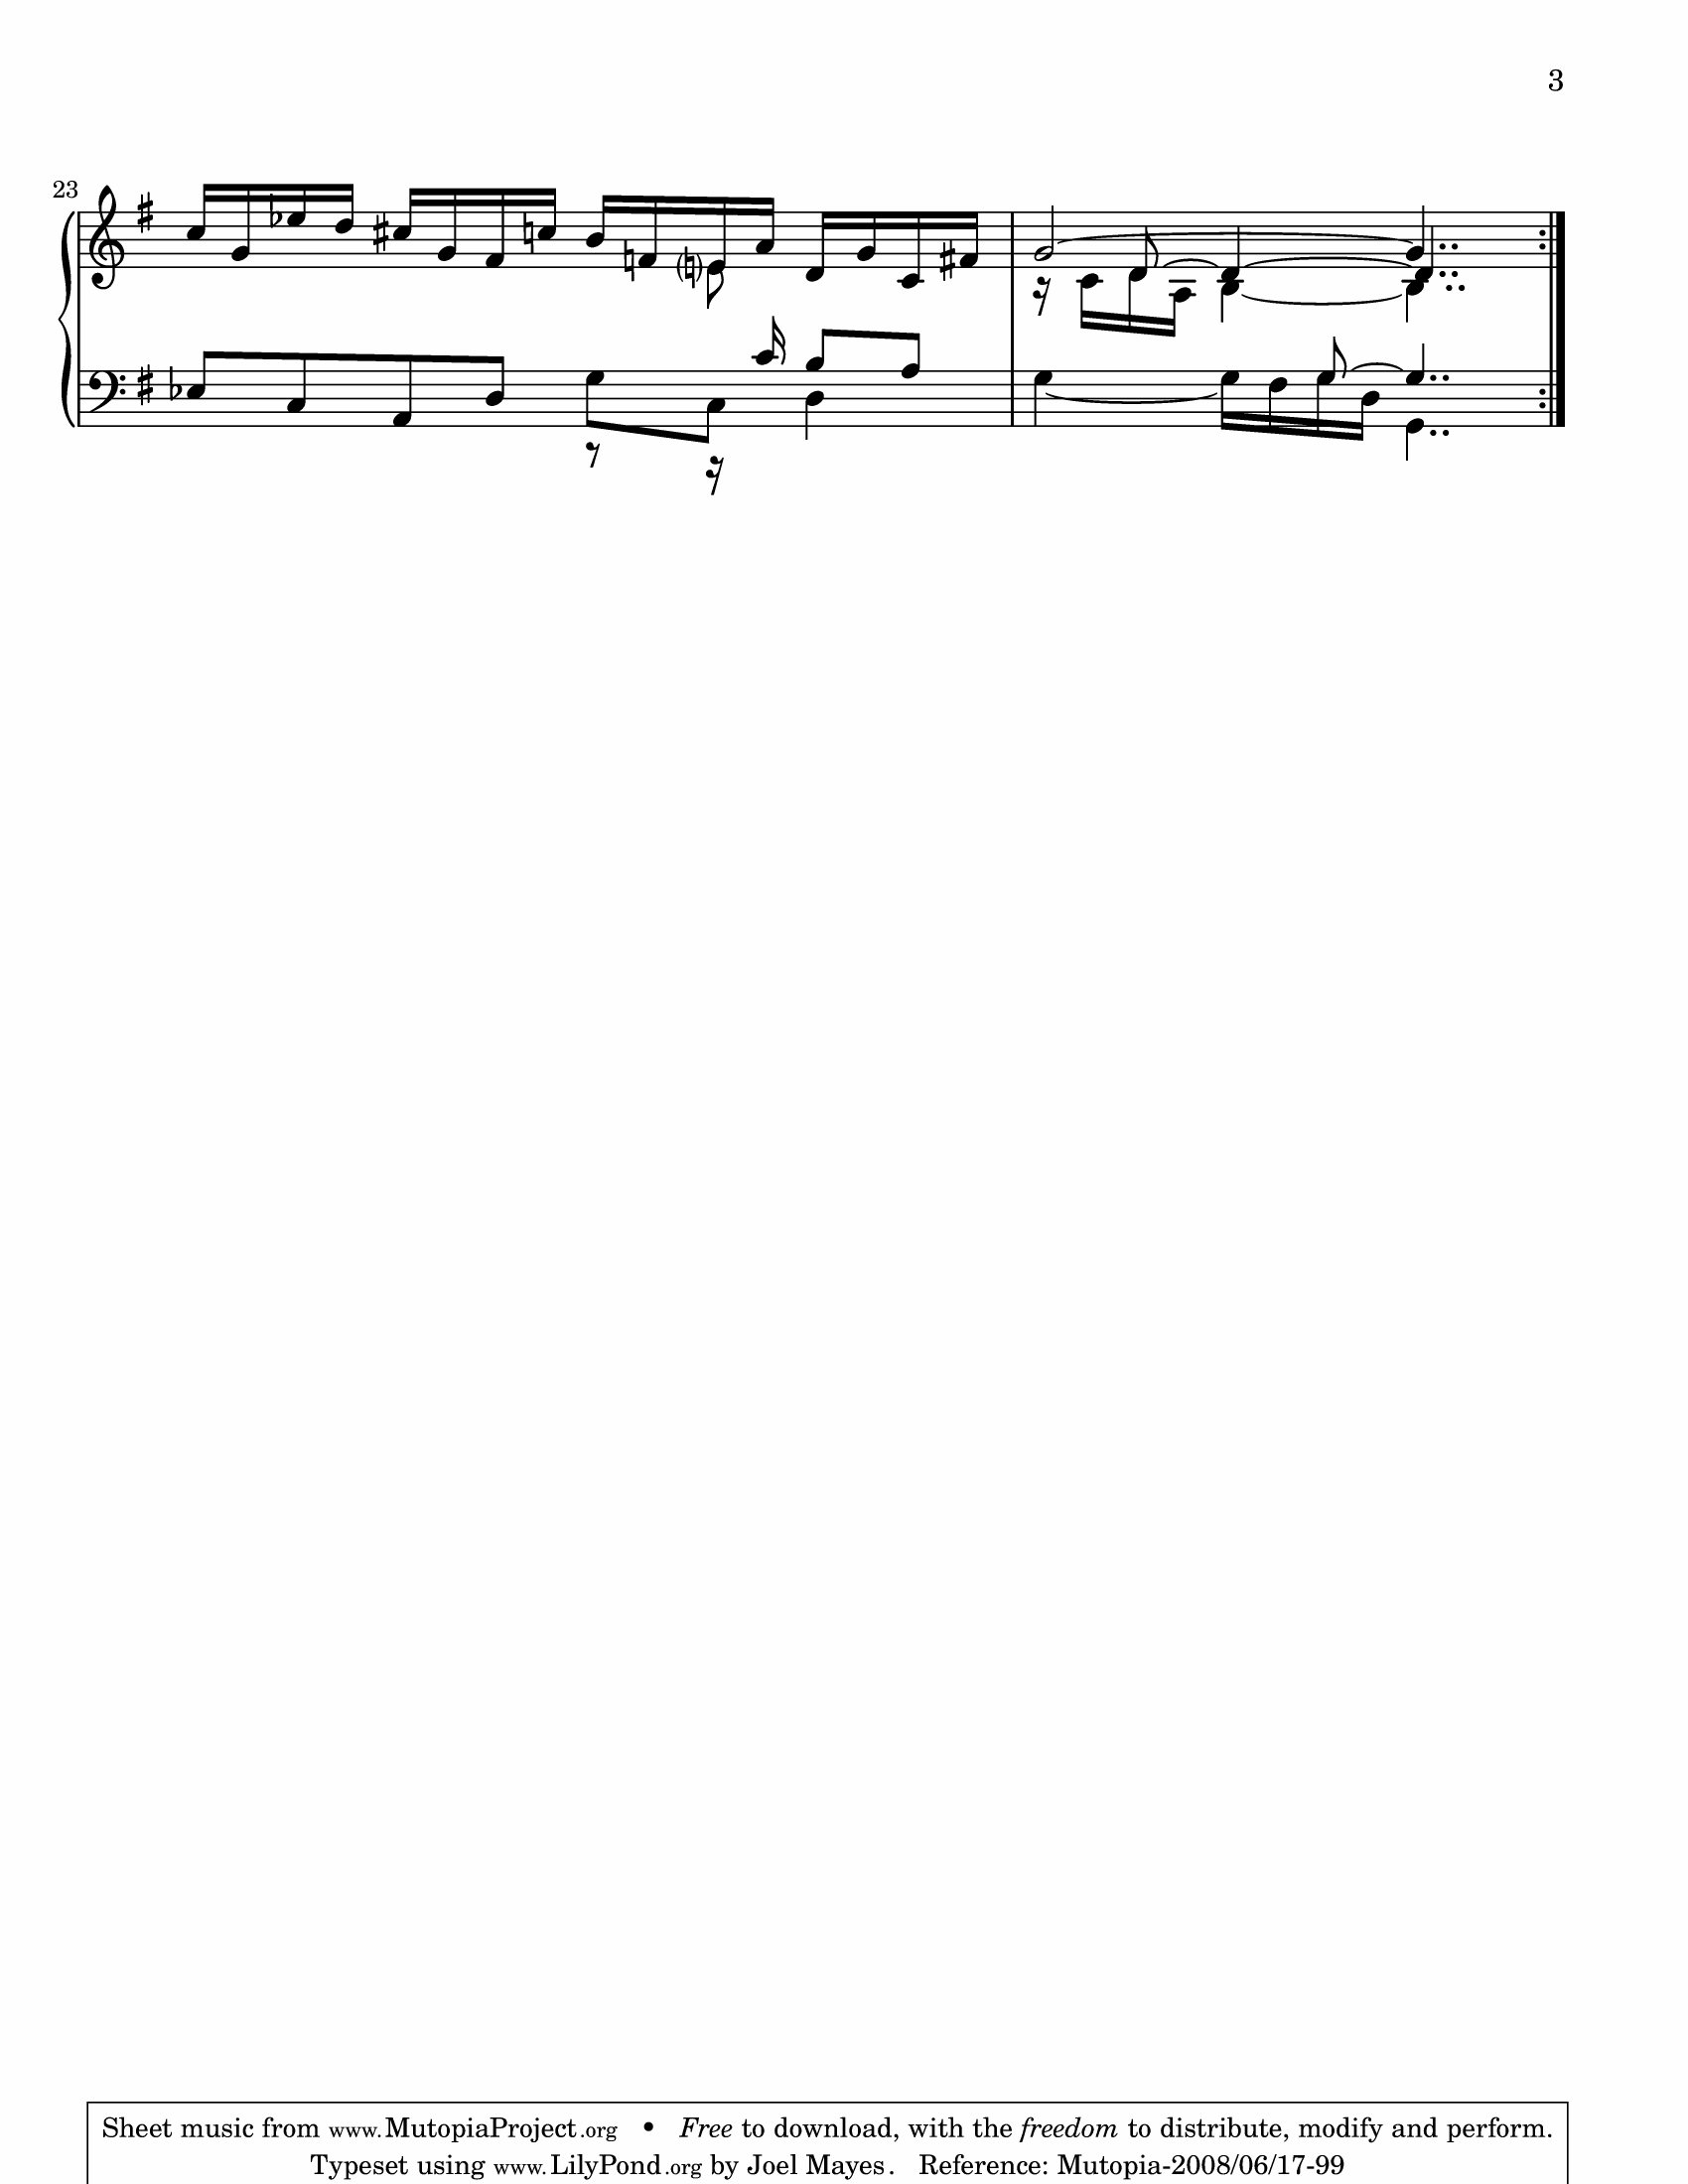 3
23
Sheet music from www.MutopiaProject.org • Free to download, with the freedom to distribute, modify and perform.
Typeset using www.LilyPond.org by Joel Mayes. Reference: Mutopia-2008/06/17-99